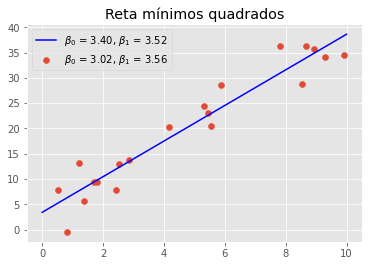 Reta mínimos quadrados
β₀ = 3.40, β₁ = 3.52
β₀ = 3.02, β₁ = 3.56
40
35
30
25
20
15
10
5
0
0 2 4 6 8 10